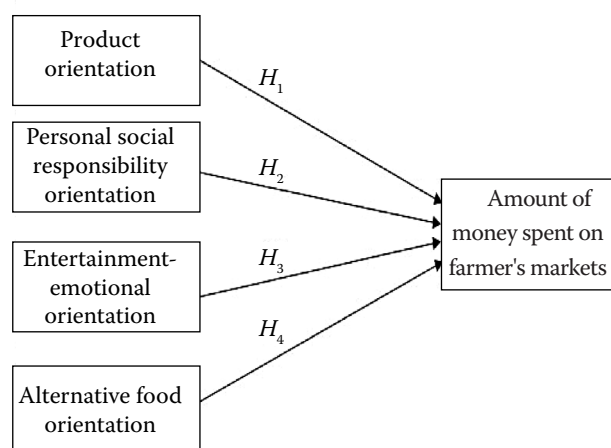 Product
orientation
H1
Personal social
responsibility
orientation
H2
Amount of
money spent on
farmer's markets
Entertainment-
emotional
orientation
H3
H4
Alternative food
orientation